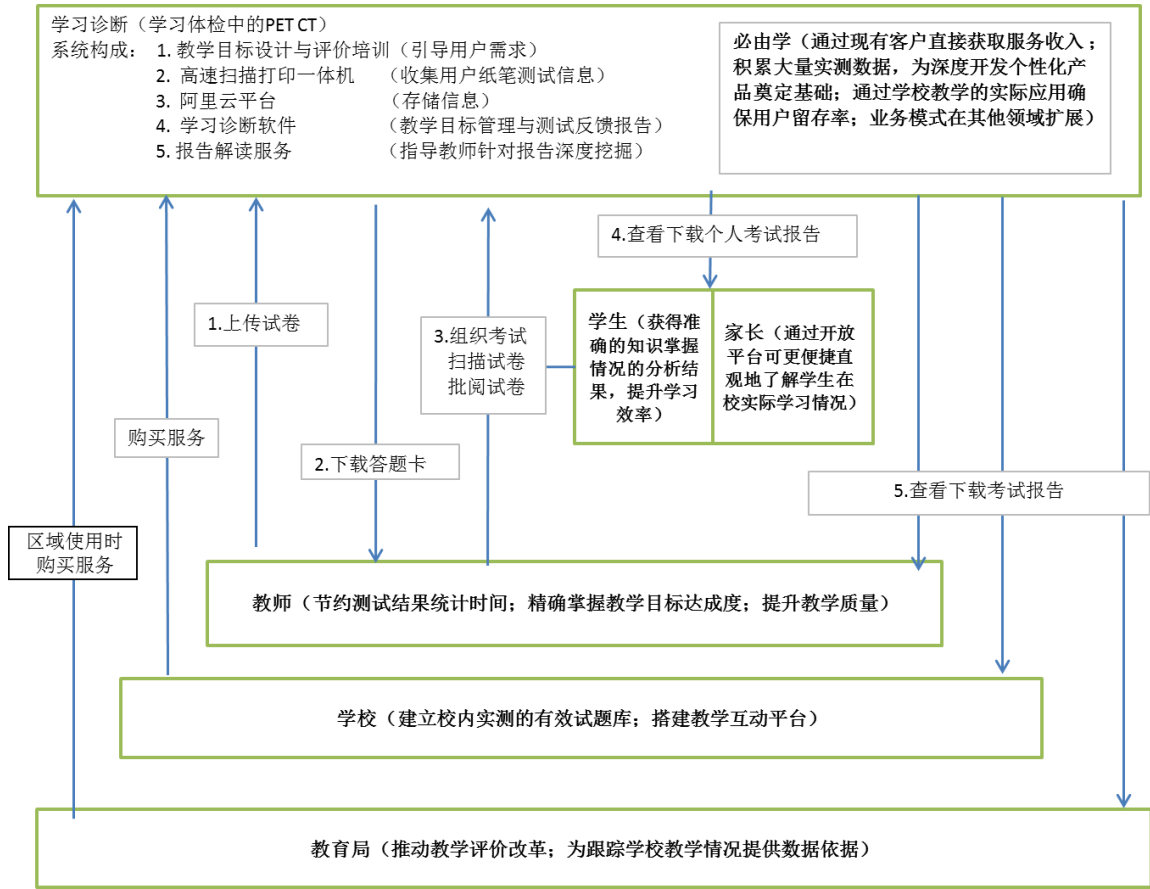 学习诊断（学习体检中的PET CT）
系统构成： 1. 教学目标设计与评价培训（引导用户需求）
2. 高速扫描打印一体机 （收集用户纸笔测试信息）
3. 阿里云平台 （存储信息）
4. 学习诊断软件 （教学目标管理与测试反馈报告）
5. 报告解读服务 （指导教师针对报告深度挖掘）
必由学（通过现有客户直接获取服务收入；
积累大量实测数据，为深度开发个性化产
品奠定基础；通过学校教学的实际应用确
保用户留存率；业务模式在其他领域扩展）
4.查看下载个人考试报告
1.上传试卷
3.组织考试
扫描试卷
批阅试卷
学生（获得准
确的知识掌握
情况的分析结
果，提升学习
效率）
家长（通过开放
平台可更便捷直
观地了解学生在
校实际学习情况）
购买服务
2.下载答题卡
5.查看下载考试报告
区域使用时
购买服务
教师（节约测试结果统计时间；精确掌握教学目标达成度；提升教学质量）
学校（建立校内实测的有效试题库；搭建教学互动平台）
教育局（推动教学评价改革；为跟踪学校教学情况提供数据依据）